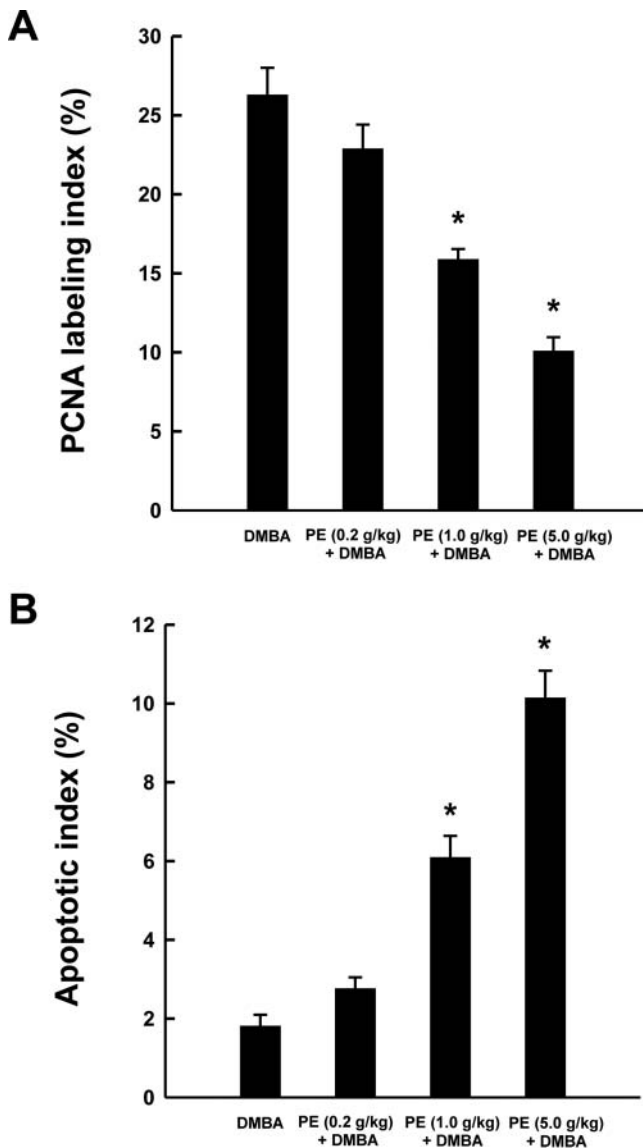 A
PCNA labeling index (%)
30
25
20
15
10
5
0
*
*
DMBA
PE (0.2 g/kg)
+ DMBA
PE (1.0 g/kg)
+ DMBA
PE (5.0 g/kg)
+ DMBA
B
Apoptotic index (%)
12
10
8
6
4
2
0
*
*
DMBA
PE (0.2 g/kg)
+ DMBA
PE (1.0 g/kg)
+ DMBA
PE (5.0 g/kg)
+ DMBA